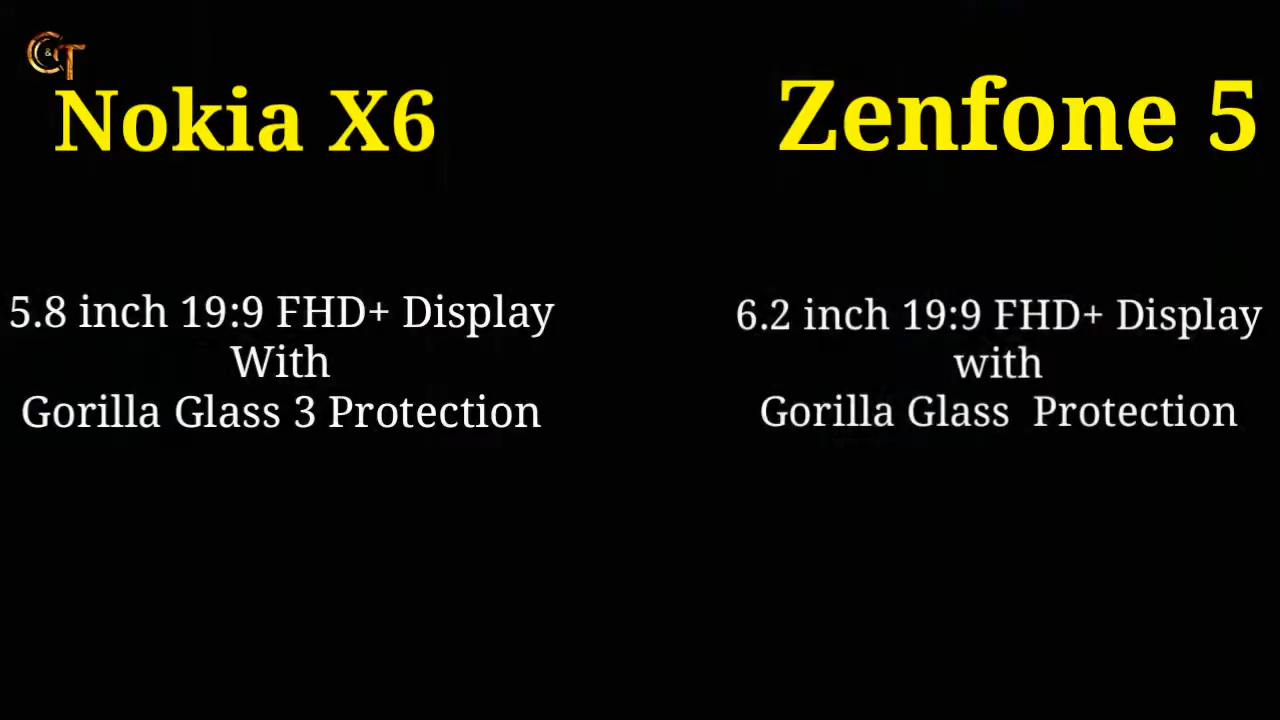 C&T
Nokia X6
Zenfone 5
5.8 inch 19:9 FHD+ Display
With
Gorilla Glass 3 Protection
6.2 inch 19:9 FHD+ Display
with
Gorilla Glass  Protection